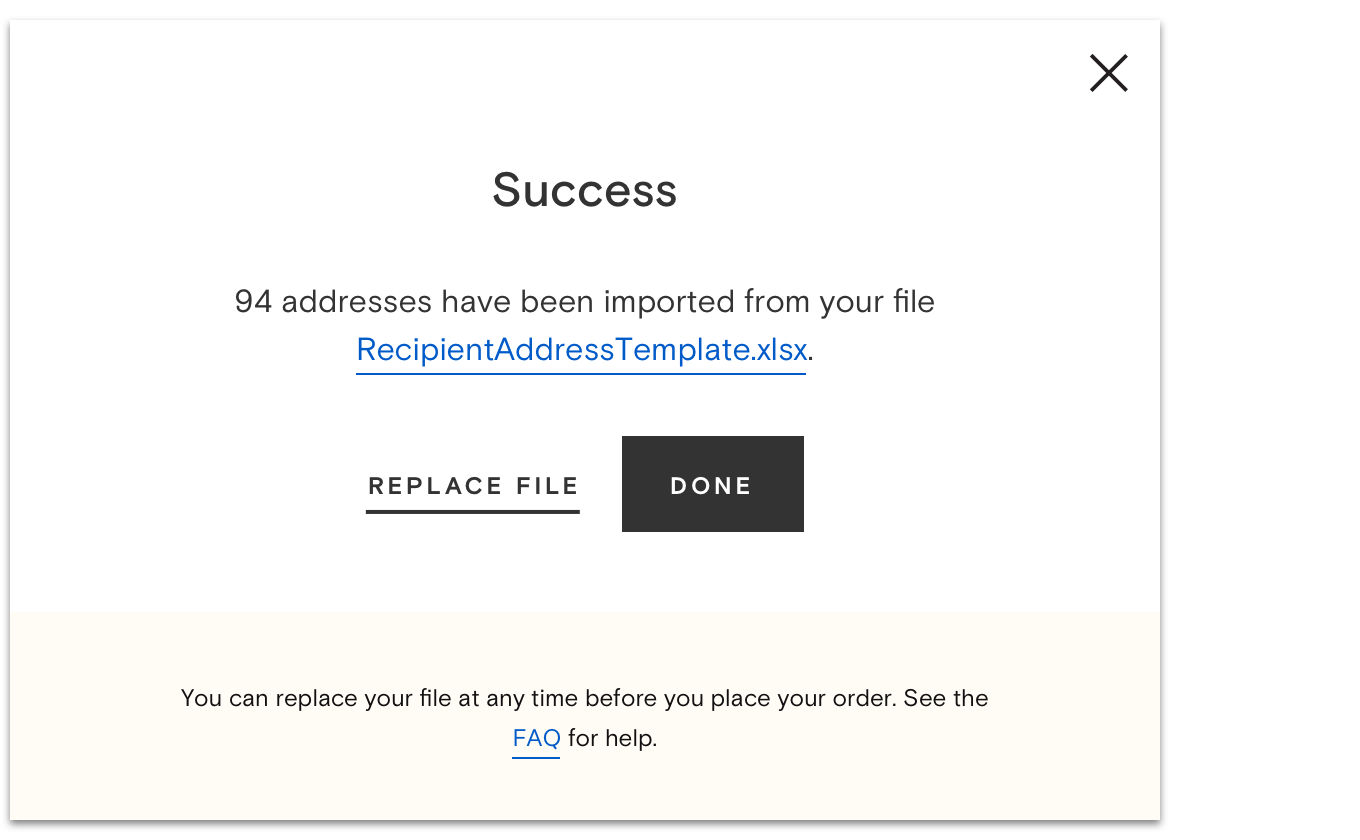 Success
94 addresses have been imported from your file
RecipientAddressTemplate.xlsx.
REPLACE FILE
DONE
You can replace your file at any time before you place your order. See the
FAQ for help.